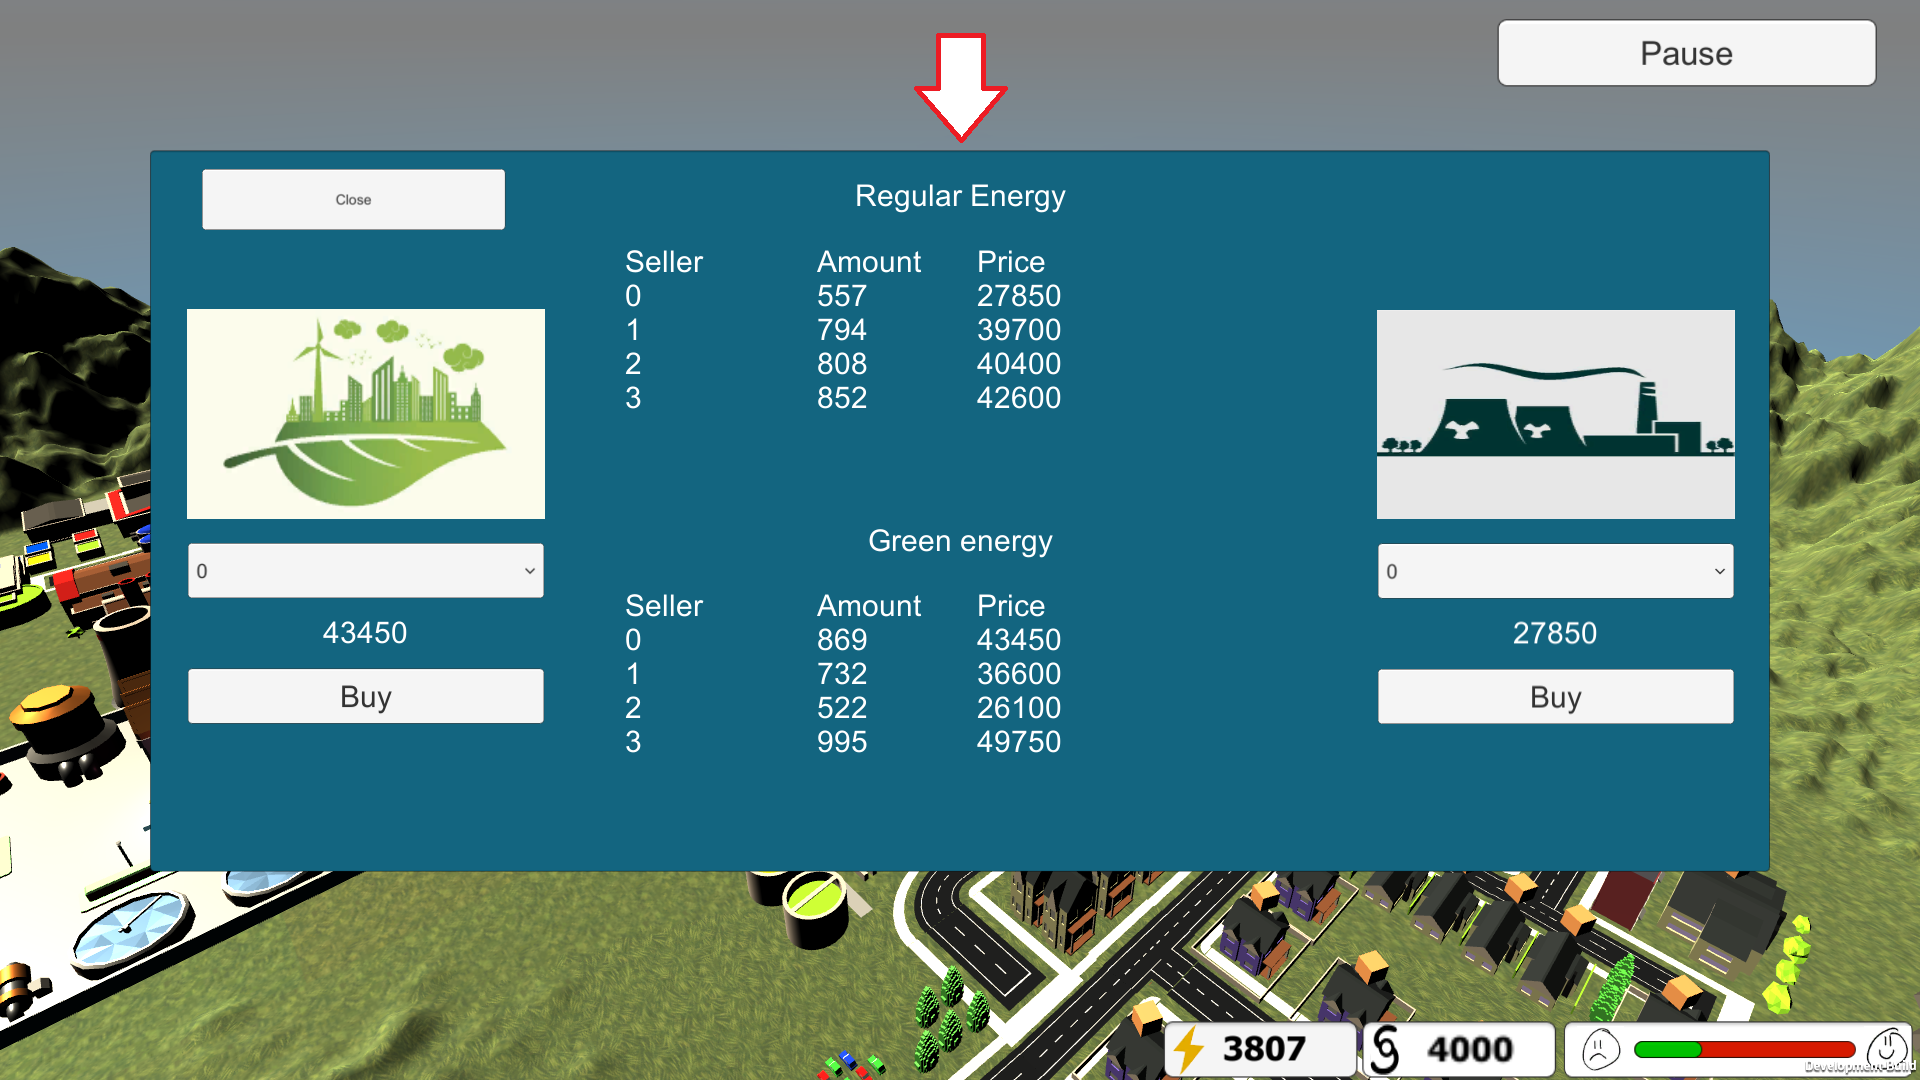 Pause
Close
Regular Energy
Seller Amount Price
0 557 27850
1 794 39700
2 808 40400
3 852 42600
0
43450
Buy
Green energy
Seller Amount Price
0 869 43450
1 732 36600
2 522 26100
3 995 49750
0
27850
Buy
3807
4000
Development Build